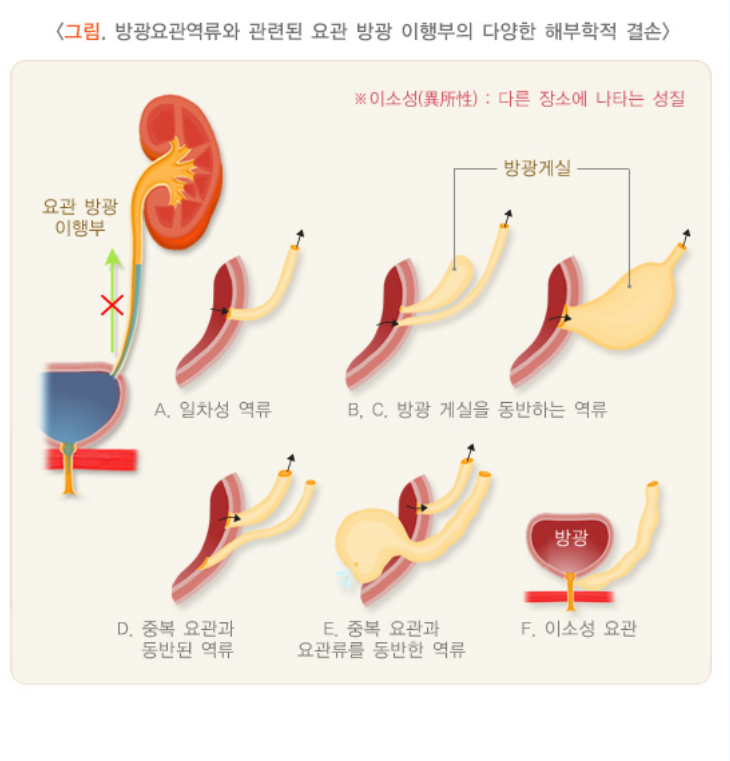 <그림. 방광요관역류와 관련된 요관 방광 이행부의 다양한 해부학적 결손>
※이소성(異所性) : 다른 장소에 나타는 성질
방광게실
요관 방광
이행부
A. 일차성 역류
B, C. 방광 게실을 동반하는 역류
방광
D. 중복 요관과
동반된 역류
E. 중복 요관과
요관류를 동반한 역류
F. 이소성 요관